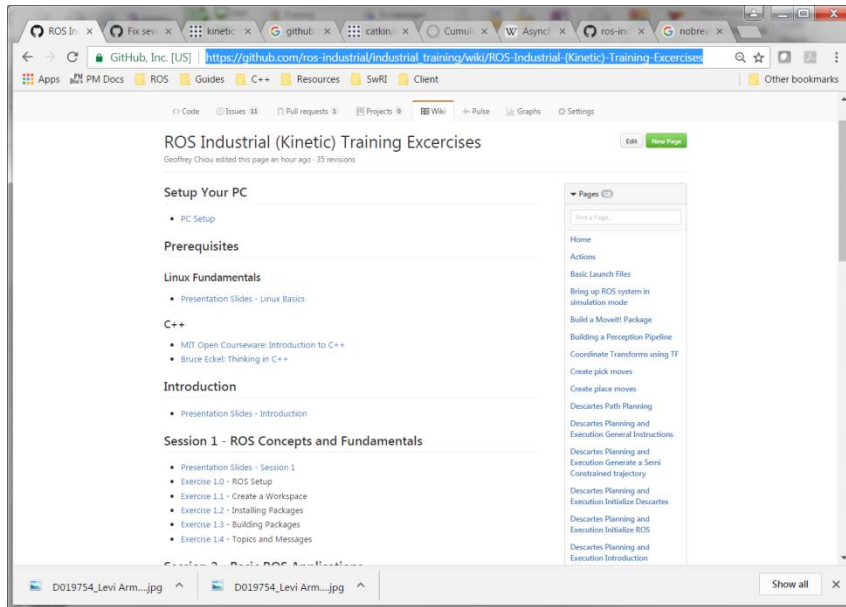 ROS In
Fix sev
kinetic
github
catkin/
Cumul
W Async
ros-inc
nobrea
GitHub, Inc. [US] https://github.com/ros-industrial/industrial_training/wiki/ROS-Industrial-(Kinetic)-Training-Excercises
Apps PM Docs ROS Guides C++ Resources SwRI Client Other bookmarks
Code Issues 11 Pull requests 1 Projects 0 Wiki Pulse Graphs Settings
ROS Industrial (Kinetic) Training Excercises
Edit New Page
Geoffrey Chiou edited this page an hour ago · 35 revisions
Setup Your PC
PC Setup
Prerequisites
Linux Fundamentals
Presentation Slides - Linux Basics
C++
MIT Open Courseware: Introduction to C++
Bruce Eckel: Thinking in C++
Introduction
Presentation Slides - Introduction
Session 1 - ROS Concepts and Fundamentals
Presentation Slides - Session 1
Exercise 1.0 - ROS Setup
Exercise 1.1 - Create a Workspace
Exercise 1.2 - Installing Packages
Exercise 1.3 - Building Packages
Exercise 1.4 - Topics and Messages
Session 2 - Basic ROS Applications
Pages
Find a Page...
Home
Actions
Basic Launch Files
Bring up ROS system in
simulation mode
Build a MoveIt! Package
Building a Perception Pipeline
Coordinate Transforms using TF
Create pick moves
Create place moves
Descartes Path Planning
Descartes Planning and
Execution General Instructions
Descartes Planning and
Execution Generate a Semi
Constrained trajectory
Descartes Planning and
Execution Initialize Descartes
Descartes Planning and
Execution Initialize ROS
Descartes Planning and
Execution Introduction
D019754_Levi Arm....jpg
D019754_Levi Arm....jpg
Show all